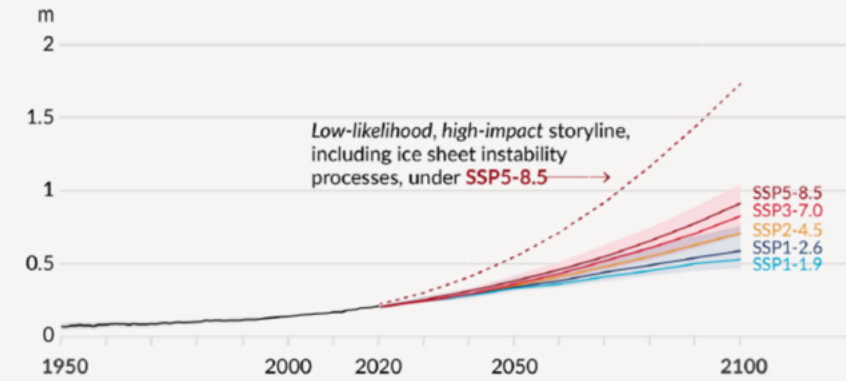 m
2
1.5
Low-likelihood, high-impact storyline,
including ice sheet instability
processes, under SSP5-8.5
1
SSP5-8.5
SSP3-7.0
SSP2-4.5
SSP1-2.6
SSP1-1.9
0.5
0
1950 2000 2020 2050 2100